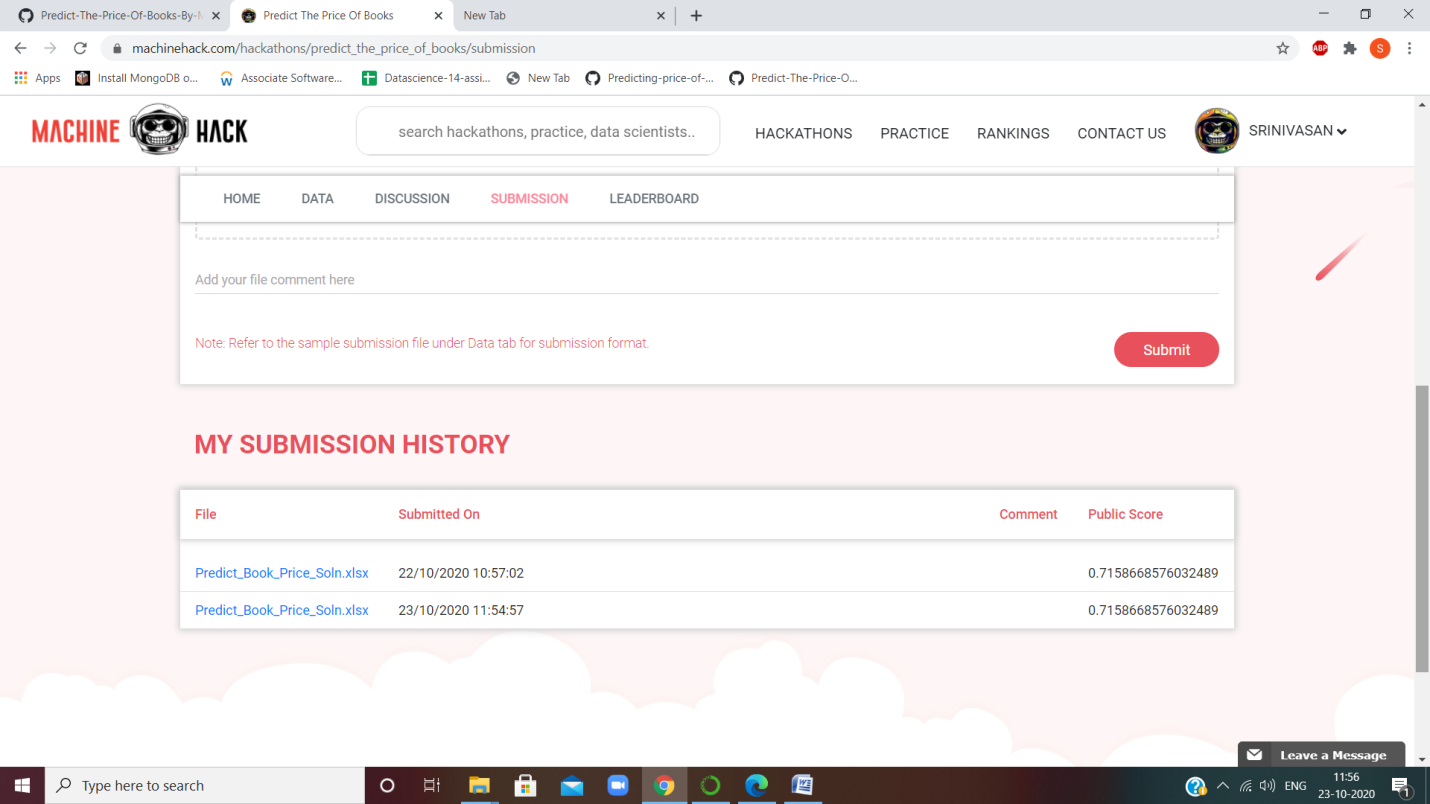 Predict-The-Price-Of-Books-By-M
Predict The Price Of Books
New Tab
machinehack.com/hackathons/predict_the_price_of_books/submission
ABP
S
Apps
Install MongoDB o...
Associate Software...
Datascience-14-assi...
New Tab
Predicting-price-of-...
Predict-The-Price-O...
MACHINE HACK
search hackathons, practice, data scientists..
HACKATHONS
PRACTICE
RANKINGS
CONTACT US
SRINIVASAN
HOME
DATA
DISCUSSION
SUBMISSION
LEADERBOARD
Add your file comment here
Note: Refer to the sample submission file under Data tab for submission format.
Submit
MY SUBMISSION HISTORY
File Submitted On Comment Public Score
Predict_Book_Price_Soln.xlsx 22/10/2020 10:57:02 0.7158668576032489
Predict_Book_Price_Soln.xlsx 23/10/2020 11:54:57 0.7158668576032489
Leave a Message
Type here to search
ENG
11:56
23-10-2020
1